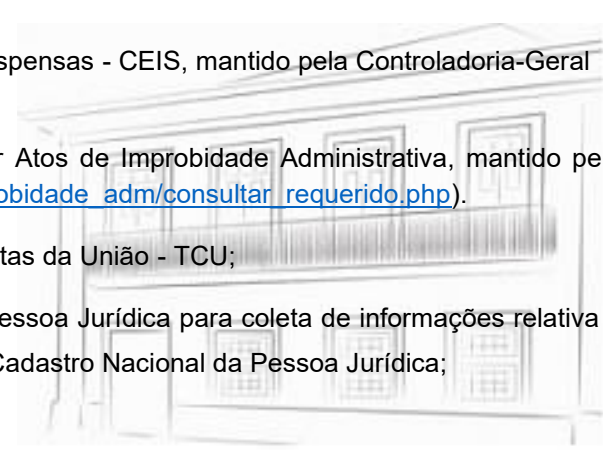 spensas - CEIS, mantido pela Controladoria-Geral
r Atos de Improbidade Administrativa, mantido pe
obidade_adm/consultar_requerido.php).
tas da União - TCU;
essoa Jurídica para coleta de informações relativa
Cadastro Nacional da Pessoa Jurídica;